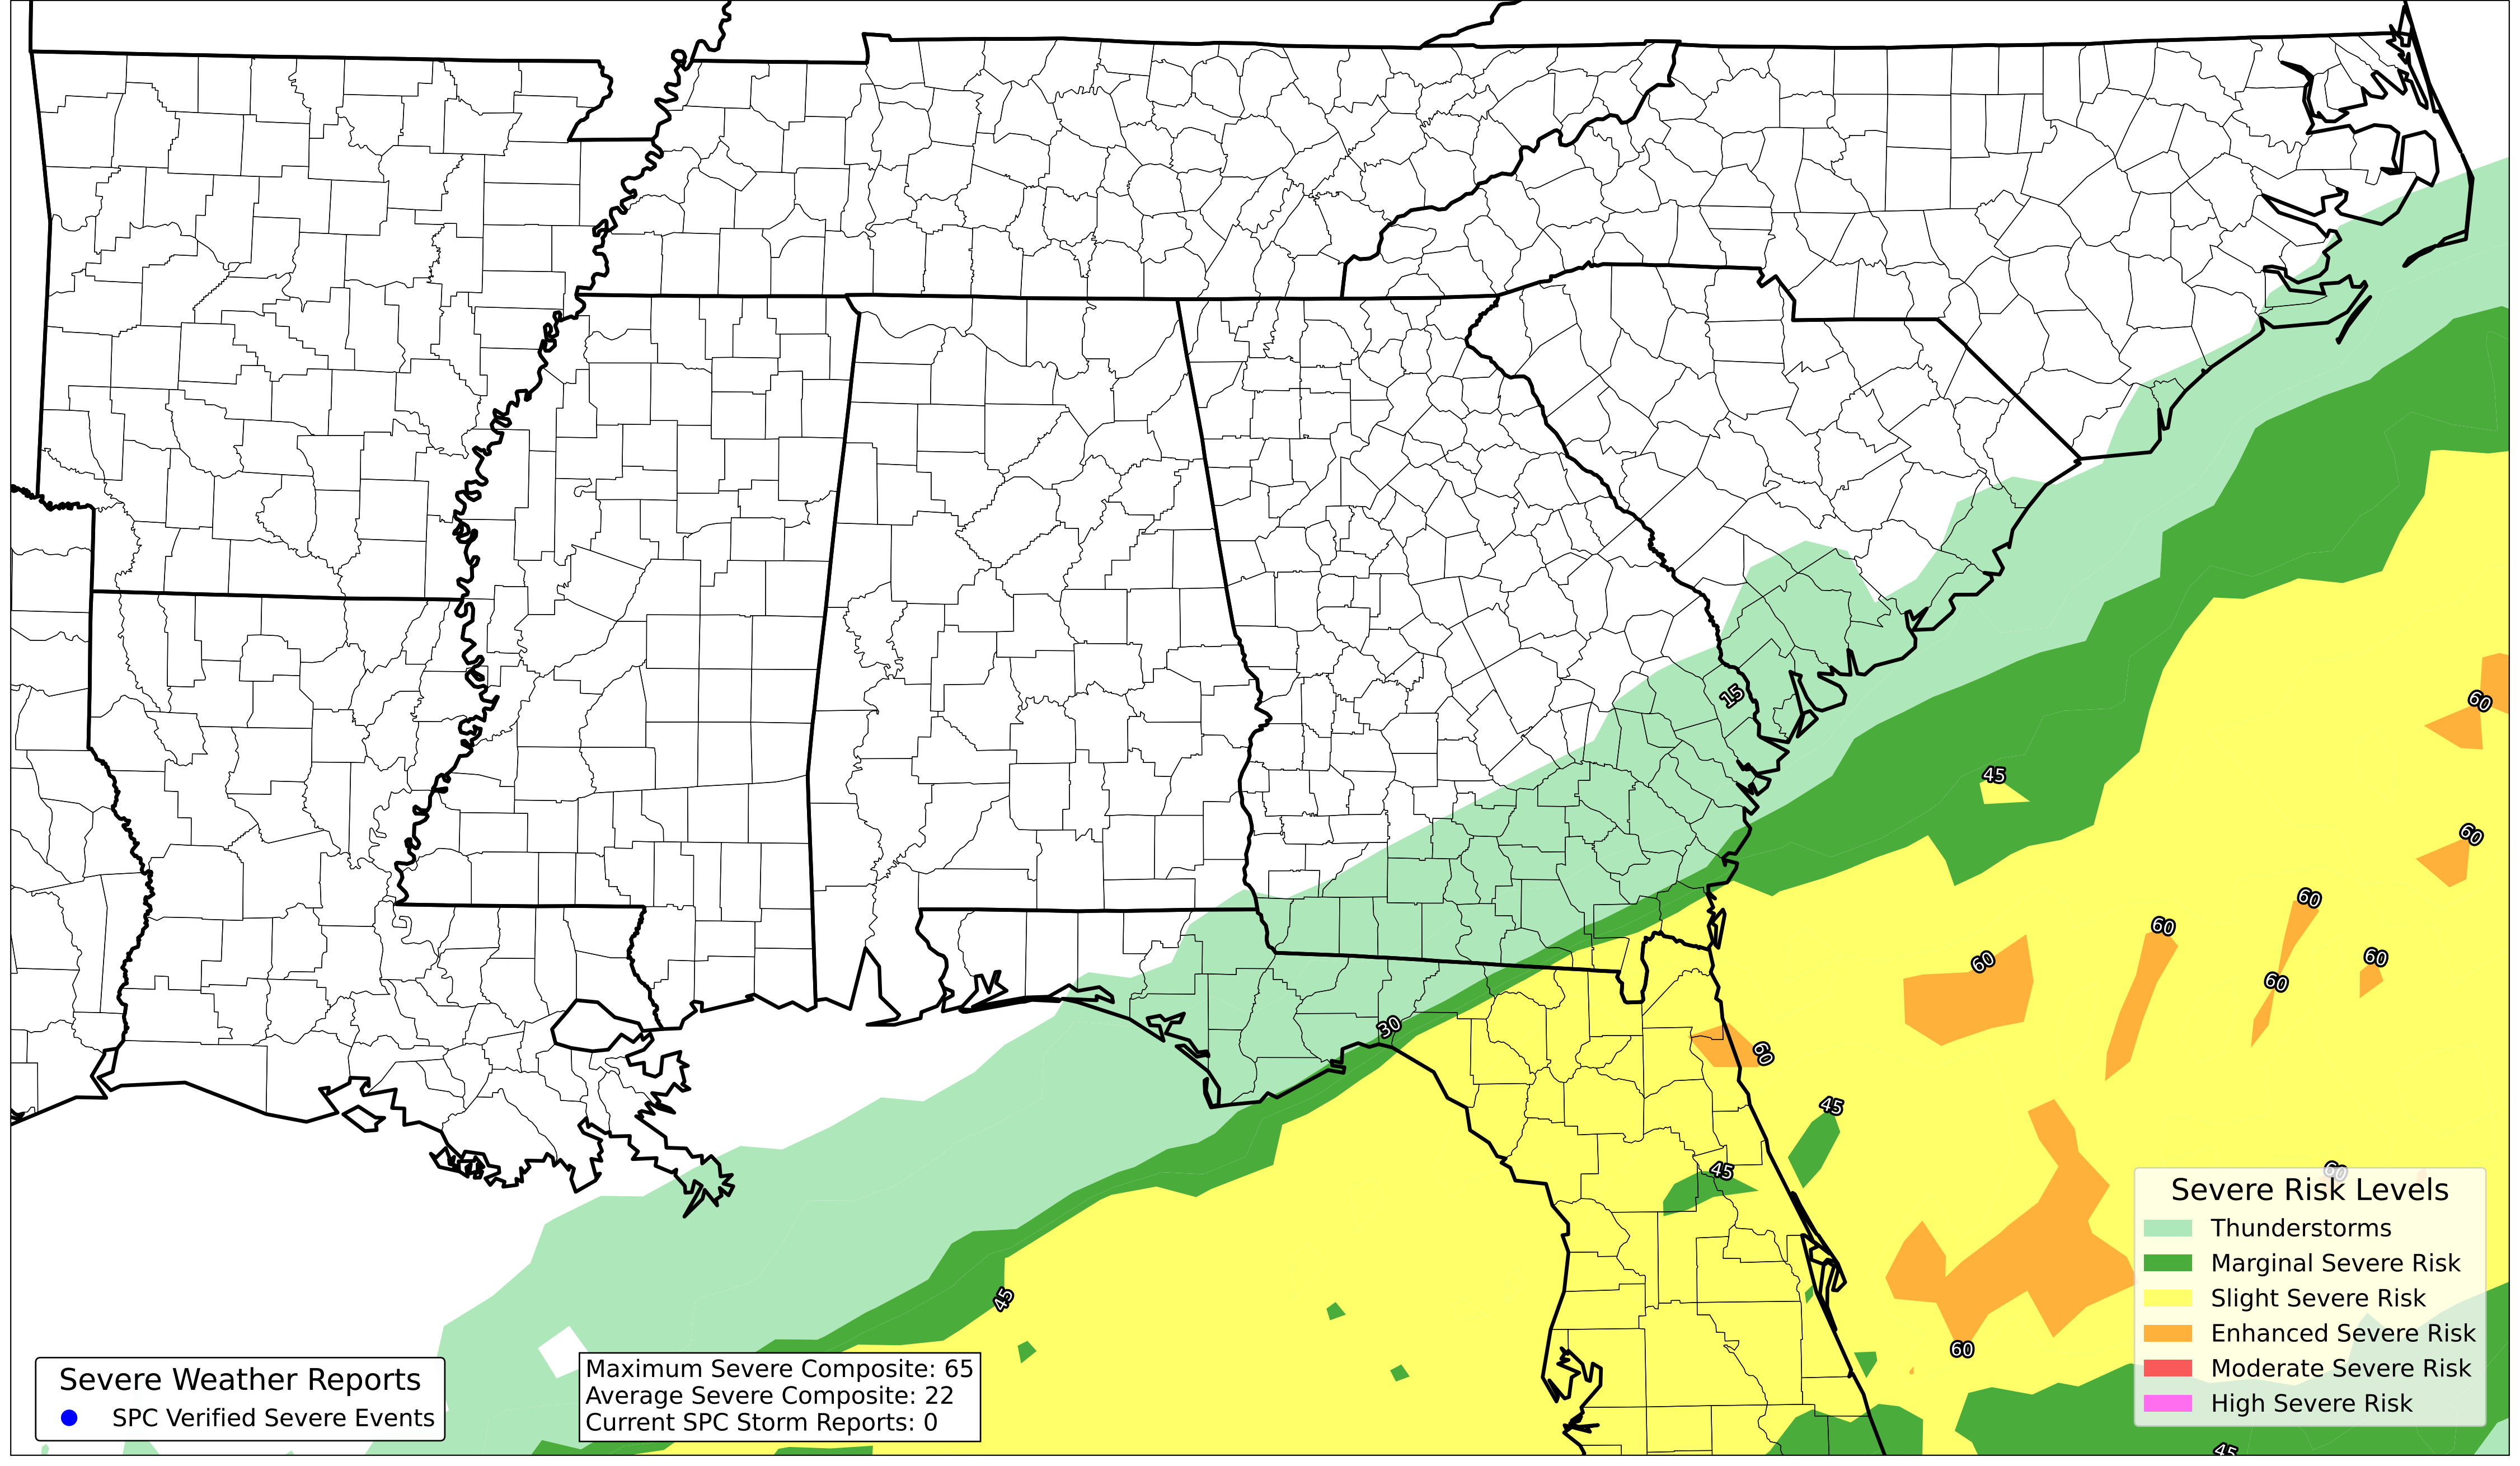 15
60
45
60
60
60
60
60
60
30
60
45
45
60
45
60
45
Severe Risk Levels
Thunderstorms
Marginal Severe Risk
Slight Severe Risk
Enhanced Severe Risk
Moderate Severe Risk
High Severe Risk
Severe Weather Reports
SPC Verified Severe Events
Maximum Severe Composite: 65
Average Severe Composite: 22
Current SPC Storm Reports: 0